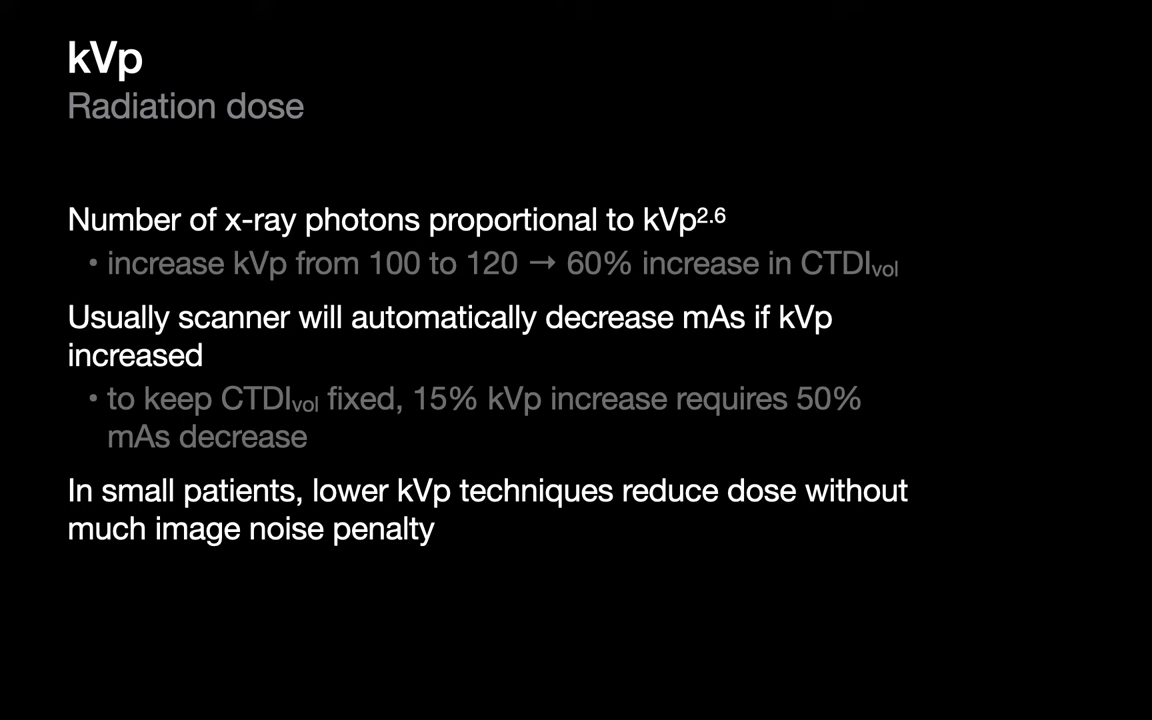 kVp
Radiation dose
Number of x-ray photons proportional to kVp2.6
• increase kVp from 100 to 120 → 60% increase in CTDIvol
Usually scanner will automatically decrease mAs if kVp
increased
• to keep CTDIvol fixed, 15% kVp increase requires 50%
mAs decrease
In small patients, lower kVp techniques reduce dose without
much image noise penalty